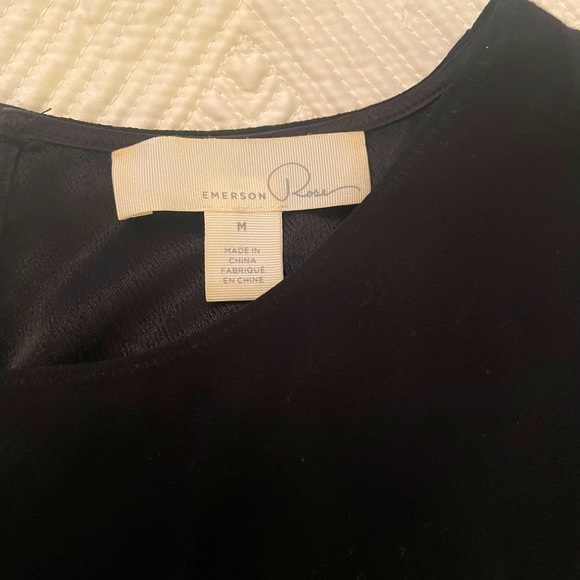 EMERSON Rose
M
MADE IN
CHINA
FABRIQUÉ
EN CHINE